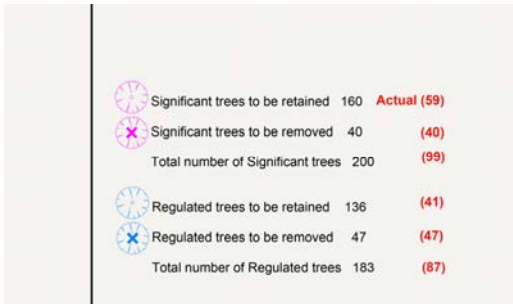 Significant trees to be retained 160 Actual (59)
Significant trees to be removed 40 (40)
Total number of Significant trees 200 (99)
Regulated trees to be retained 136 (41)
Regulated trees to be removed 47 (47)
Total number of Regulated trees 183 (87)